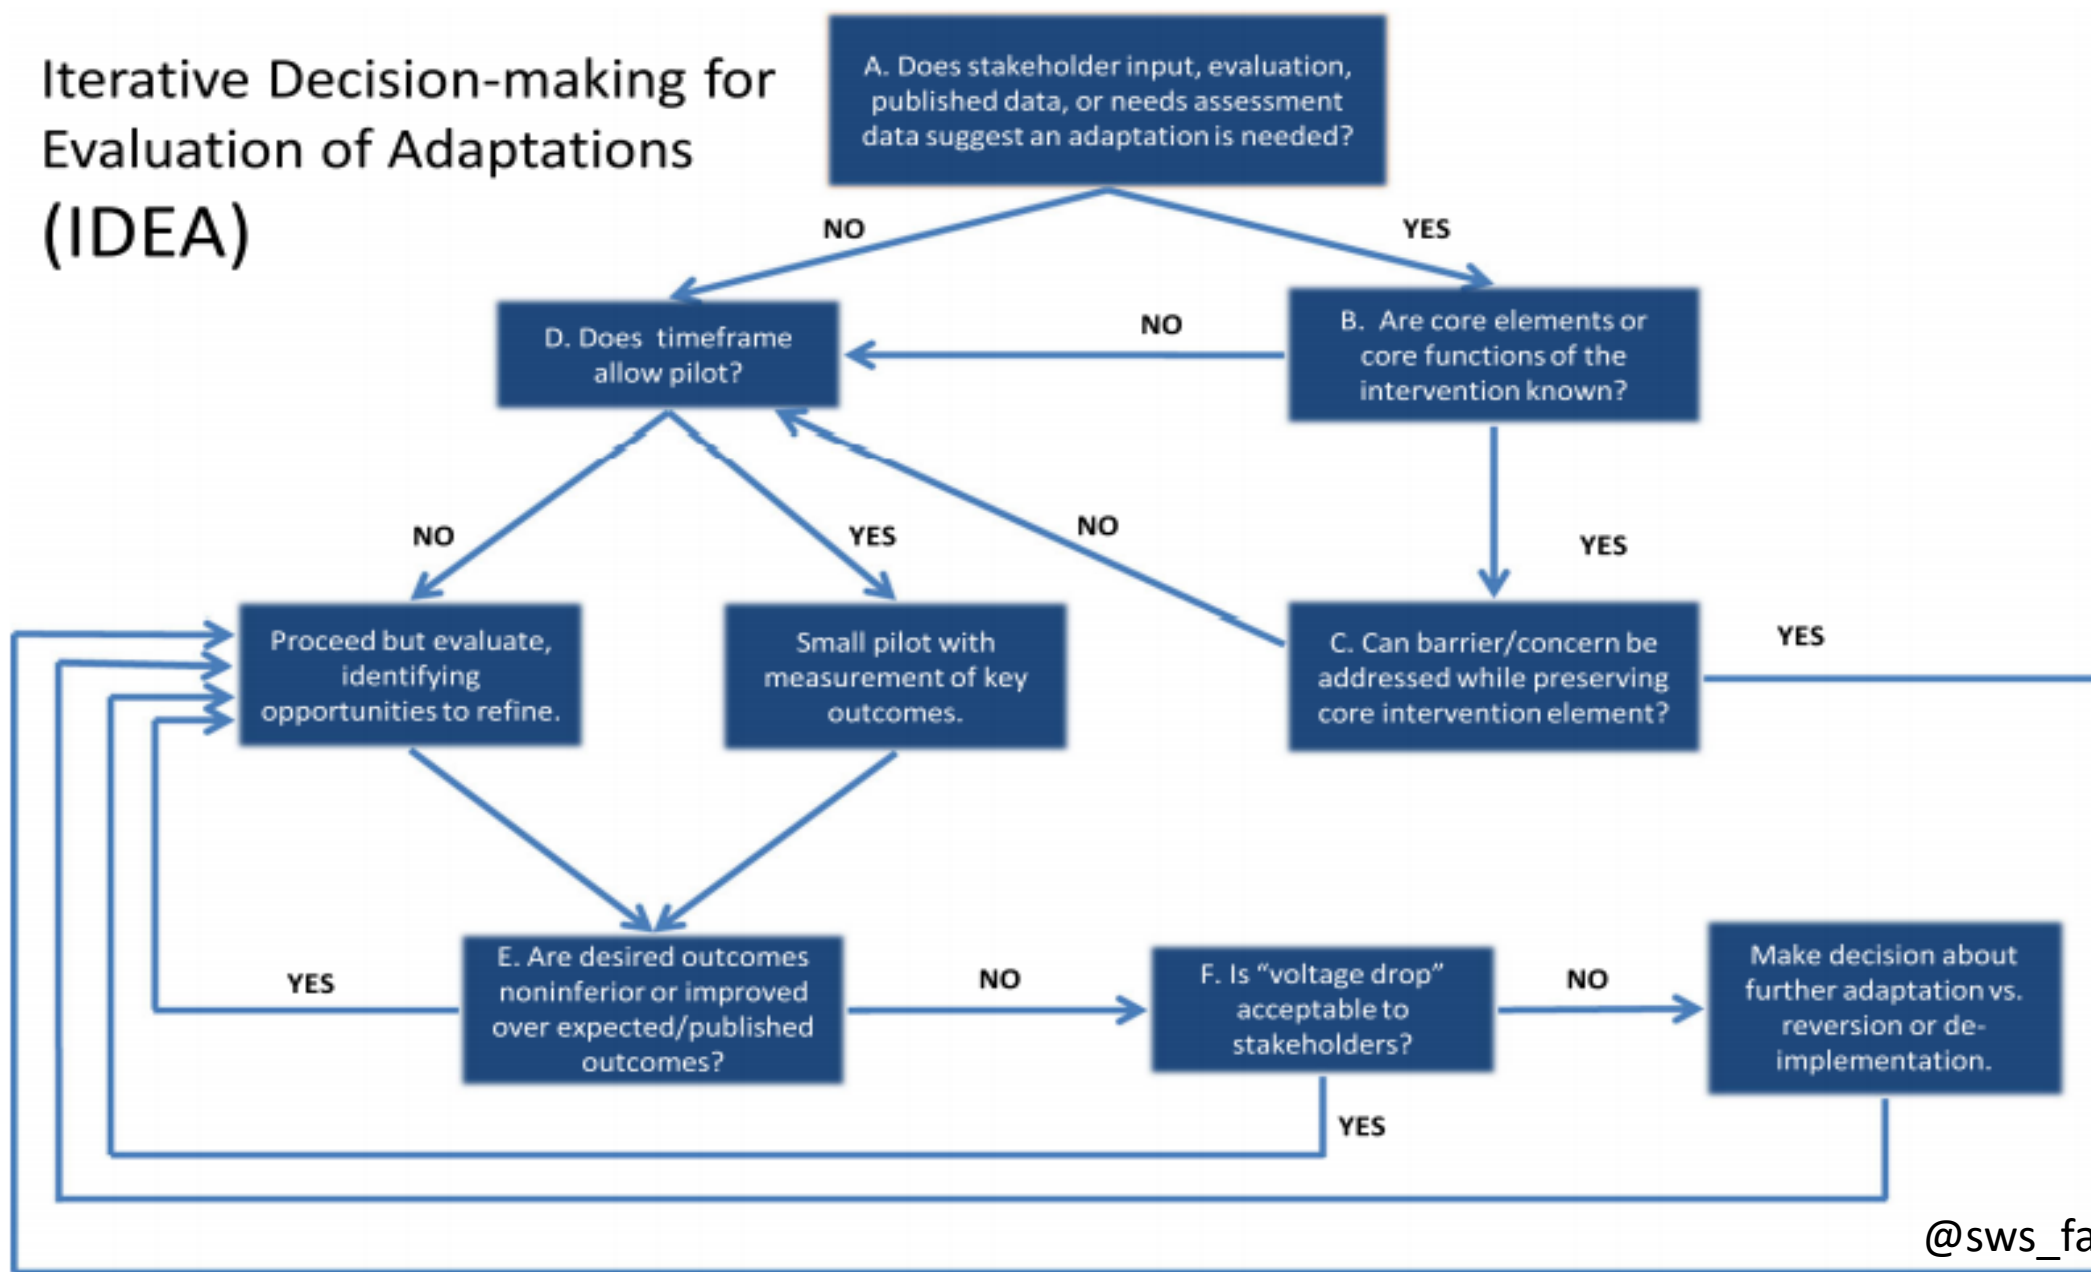 Iterative Decision-making for
Evaluation of Adaptations
(IDEA)
A. Does stakeholder input, evaluation,
published data, or needs assessment
data suggest an adaptation is needed?
NO
YES
D. Does timeframe
allow pilot?
NO
B. Are core elements or
core functions of the
intervention known?
NO
YES
NO
YES
Proceed but evaluate,
identifying
opportunities to refine.
Small pilot with
measurement of key
outcomes.
C. Can barrier/concern be
addressed while preserving
core intervention element?
YES
E. Are desired outcomes
noninferior or improved
over expected/published
outcomes?
YES
NO
F. Is “voltage drop”
acceptable to
stakeholders?
NO
Make decision about
further adaptation vs.
reversion or de-
implementation.
YES
@sws_fa